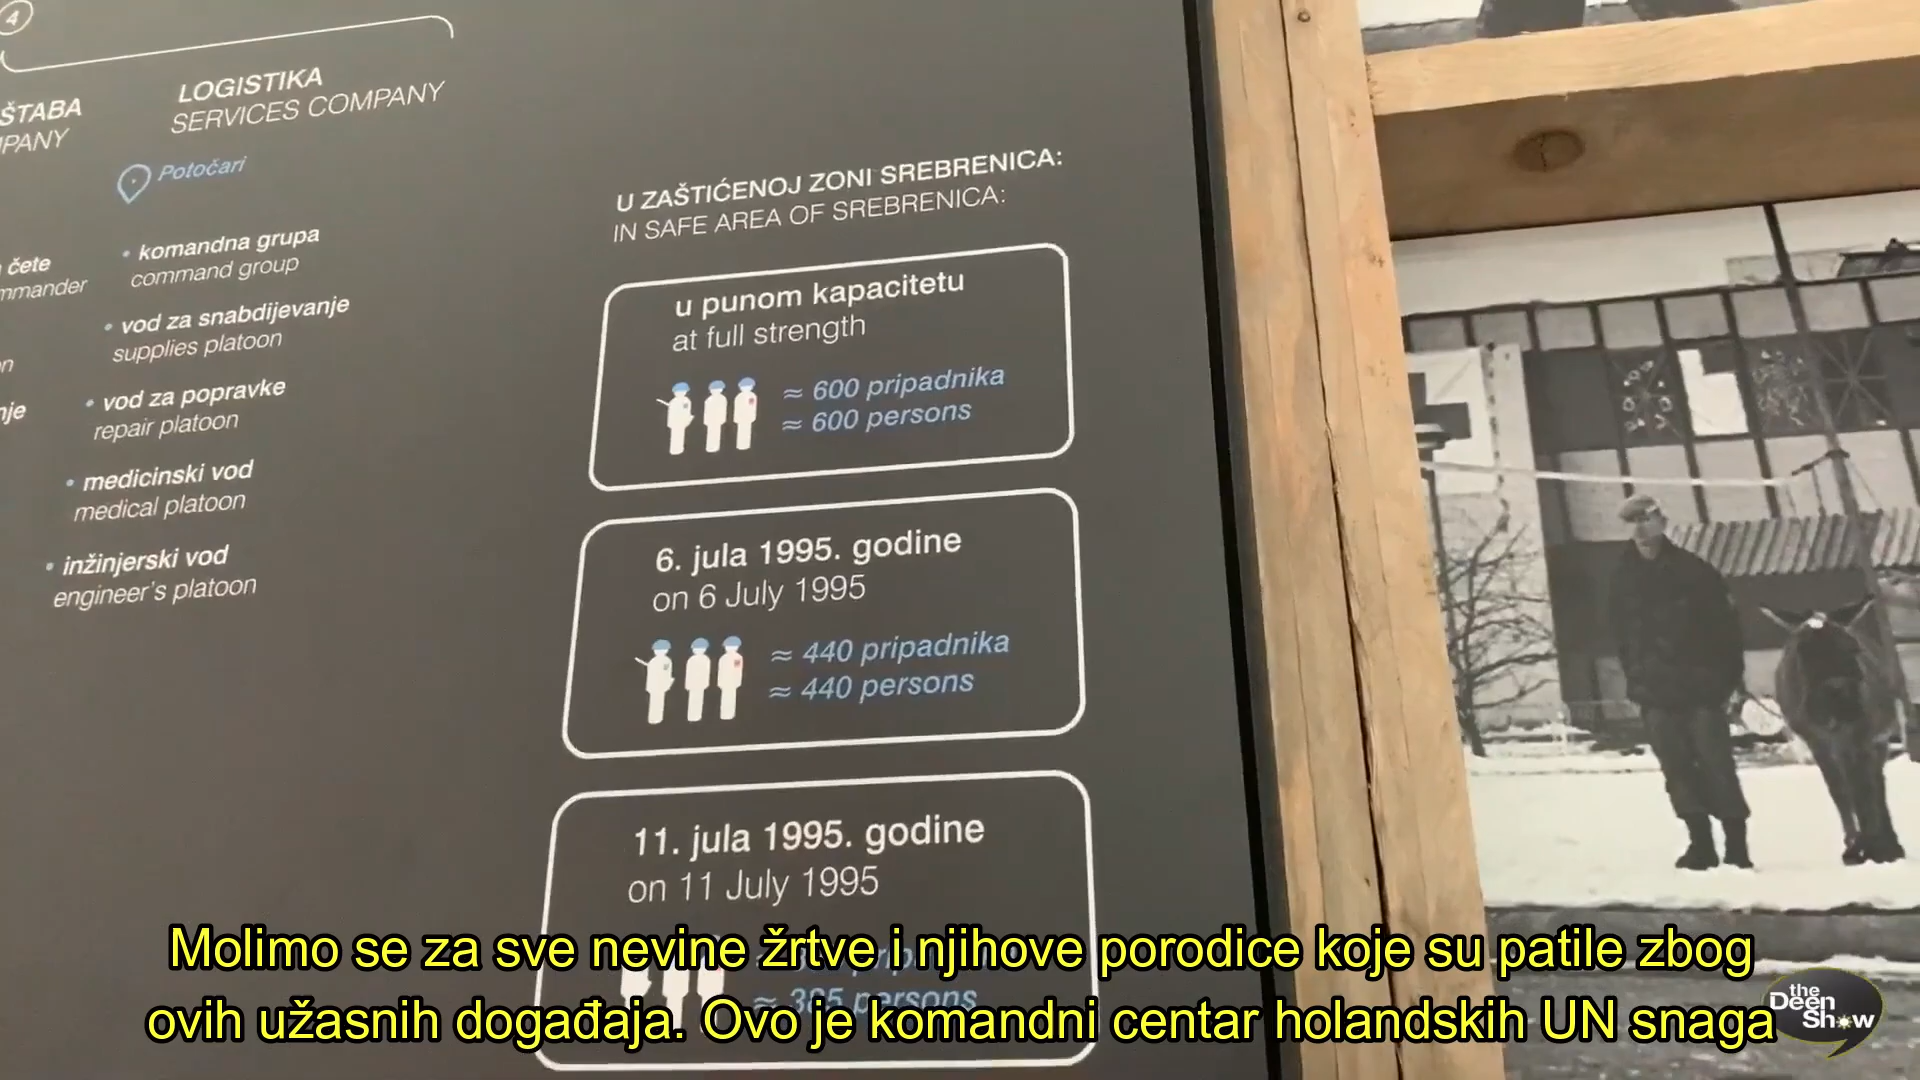 4
ŠTABA
LOGISTIKA
SERVICES COMPANY
Potočari
čete
• komandna grupa
command group
• vod za snabdijevanje
supplies platoon
• vod za popravke
repair platoon
• medicinski vod
medical platoon
• inžinjerski vod
engineer's platoon
U ZAŠTIĆENOJ ZONI SREBRENICA:
IN SAFE AREA OF SREBRENICA:
u punom kapacitetu
at full strength
≈ 600 pripadnika
≈ 600 persons
6. jula 1995. godine
on 6 July 1995
≈ 440 pripadnika
≈ 440 persons
11. jula 1995. godine
on 11 July 1995
persons
Molimo se za sve nevine žrtve i njihove porodice koje su patile zbog
ovih užasnih događaja. Ovo je komandni centar holandskih UN snaga
the
Deen
Show